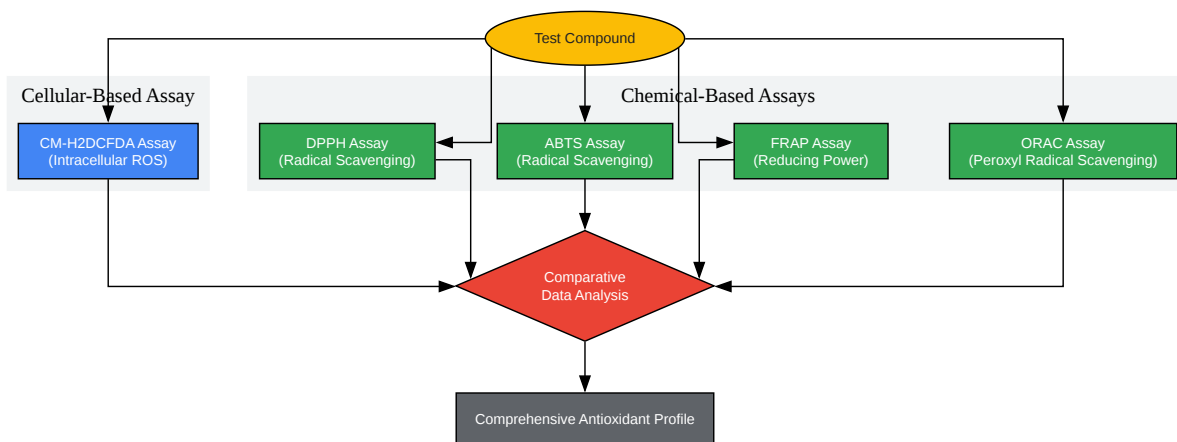 Test Compound
Cellular-Based Assay
Chemical-Based Assays
CM-H2DCFDA Assay
(Intracellular ROS)
DPPH Assay
(Radical Scavenging)
ABTS Assay
(Radical Scavenging)
FRAP Assay
(Reducing Power)
ORAC Assay
(Peroxyl Radical Scavenging)
Comparative
Data Analysis
Comprehensive Antioxidant Profile